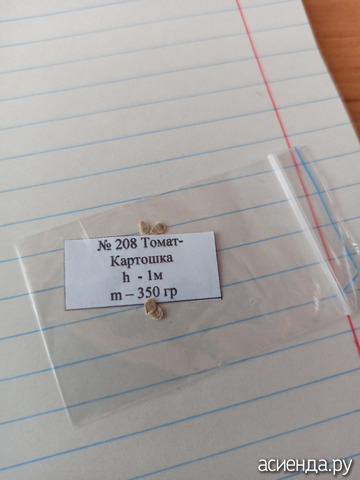 № 208 Томат-
Картошка
h - 1м
m – 350 гр
асиенда.ру